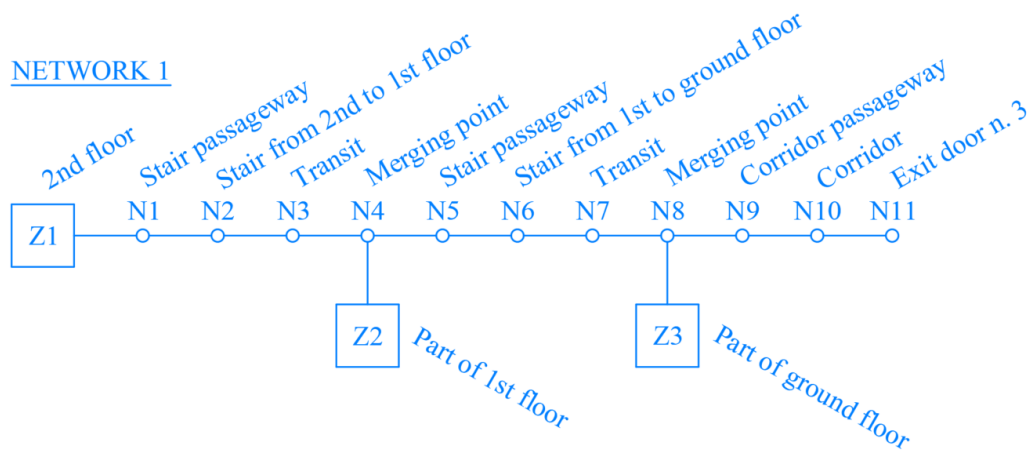 NETWORK 1
2nd floor
Stair passageway
Stair from 2nd to 1st floor
Transit
Merging point
Stair passageway
Stair from 1st to ground floor
Transit
Merging point
Corridor passageway
Corridor
Exit door n. 3
Z1
N1
N2
N3
N4
N5
N6
N7
N8
N9
N10
N11
Z2
Part of 1st floor
Z3
Part of ground floor